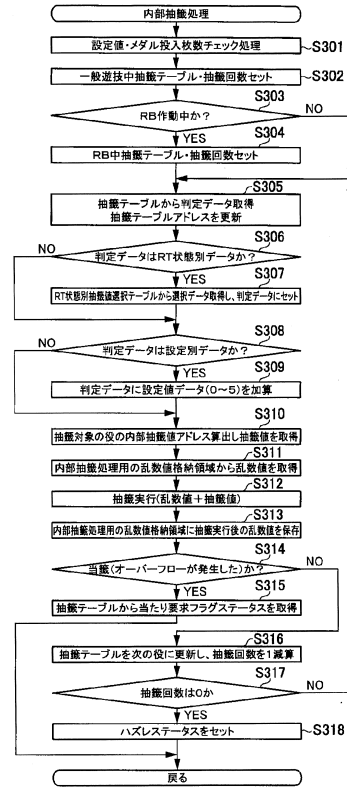 内部抽籤処理
設定値・メダル投入枚数チェック処理
S301
一般遊技中抽籤テーブル・抽籤回数セット
S302
S303
RB作動中か?
NO
YES
S304
RB中抽籤テーブル・抽籤回数セット
S305
抽籤テーブルから判定データ取得
抽籤テーブルアドレスを更新
S306
NO
判定データはRT状態別データか?
YES
S307
RT状態別抽籤値選択テーブルから選択データ取得し、判定データにセット
S308
NO
判定データは設定別データか?
YES
S309
判定データに設定値データ(0〜5)を加算
S310
抽籤対象の役の内部抽籤値アドレス算出し抽籤値を取得
S311
内部抽籤処理用の乱数値格納領域から乱数値を取得
S312
抽籤実行(乱数値+抽籤値)
S313
内部抽籤処理用の乱数値格納領域に抽籤実行後の乱数値を保存
S314
当籤(オーバーフローが発生した)か?
NO
YES
S315
抽籤テーブルから当たり要求フラグステータスを取得
S316
抽籤テーブルを次の役に更新し、抽籤回数を1減算
S317
抽籤回数は0か
NO
YES
ハズレステータスをセット
S318
戻る